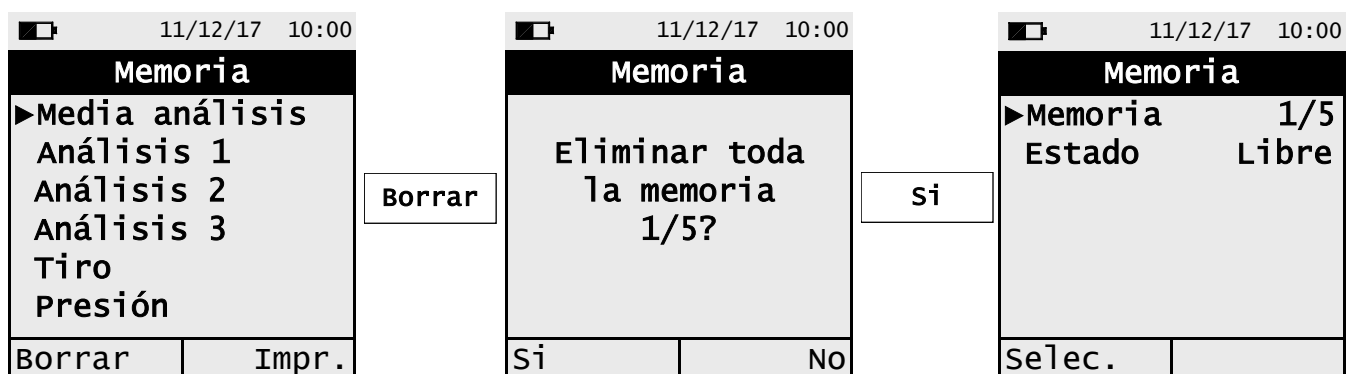 11/12/17 10:00
Memoria
►Media análisis
Análisis 1
Análisis 2
Análisis 3
Tiro
Presión
Borrar Impr.
Borrar
11/12/17 10:00
Memoria
Eliminar toda
la memoria
1/5?
Si No
Si
11/12/17 10:00
Memoria
►Memoria 1/5
Estado Libre
Selec.